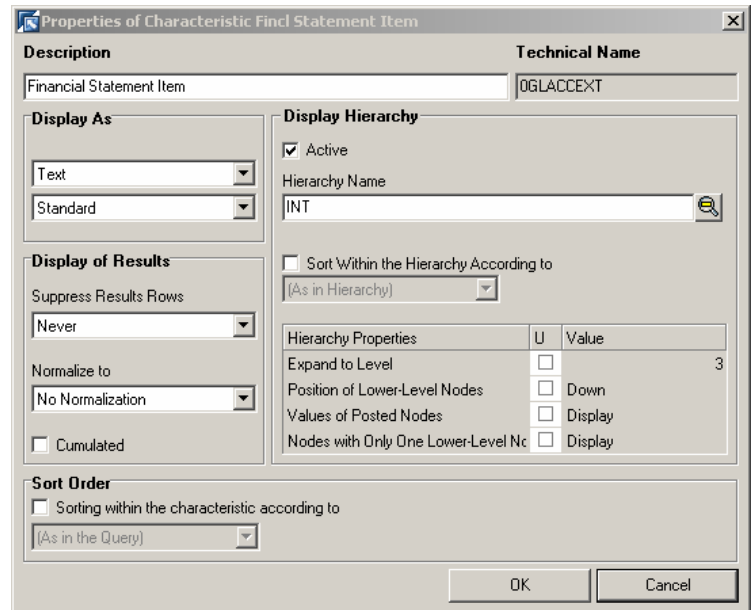 Properties of Characteristic Fincl Statement Item
Description
Technical Name
Financial Statement Item
0GLACCEXT
Display As
Text
Standard
Display Hierarchy
Active
Hierarchy Name
INT
Sort Within the Hierarchy According to
(As in Hierarchy)
Display of Results
Suppress Results Rows
Never
Normalize to
No Normalization
Cumulated
Hierarchy Properties U Value
Expand to Level 3
Position of Lower-Level Nodes Down
Values of Posted Nodes Display
Nodes with Only One Lower-Level Nc Display
Sort Order
Sorting within the characteristic according to
(As in the Query)
OK
Cancel